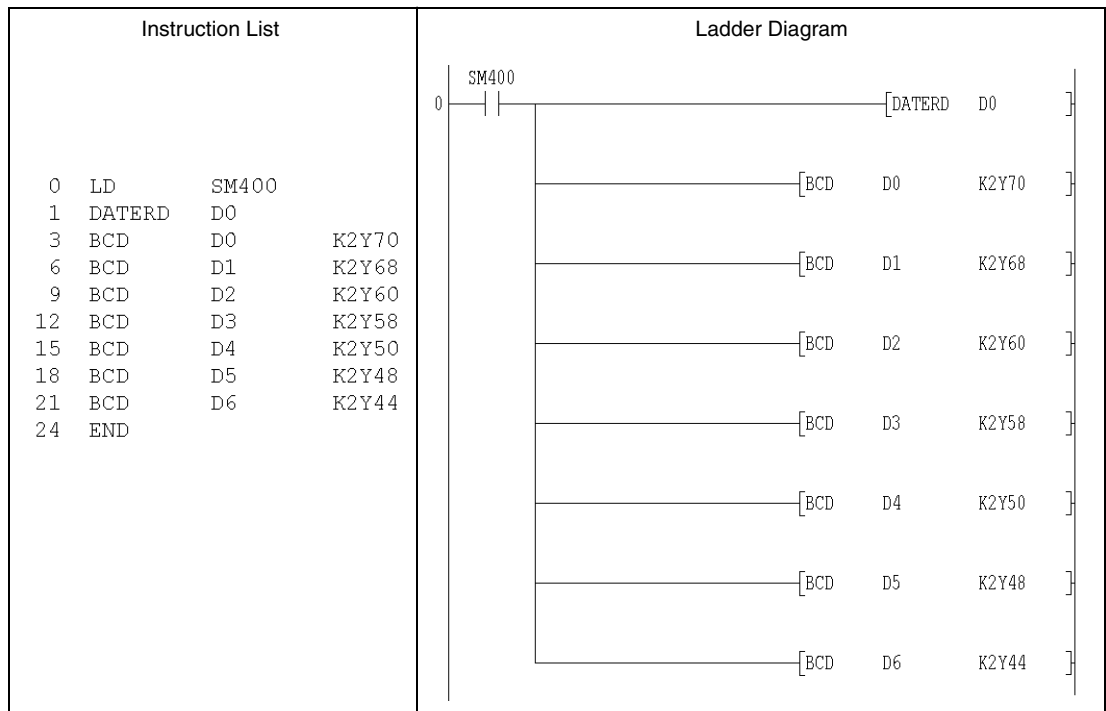 Instruction List
0 LD SM400
1 DATERD D0
3 BCD D0 K2Y70
6 BCD D1 K2Y68
9 BCD D2 K2Y60
12 BCD D3 K2Y58
15 BCD D4 K2Y50
18 BCD D5 K2Y48
21 BCD D6 K2Y44
24 END
Ladder Diagram
SM400
0 [DATERD D0 ]
[BCD D0 K2Y70 ]
[BCD D1 K2Y68 ]
[BCD D2 K2Y60 ]
[BCD D3 K2Y58 ]
[BCD D4 K2Y50 ]
[BCD D5 K2Y48 ]
[BCD D6 K2Y44 ]